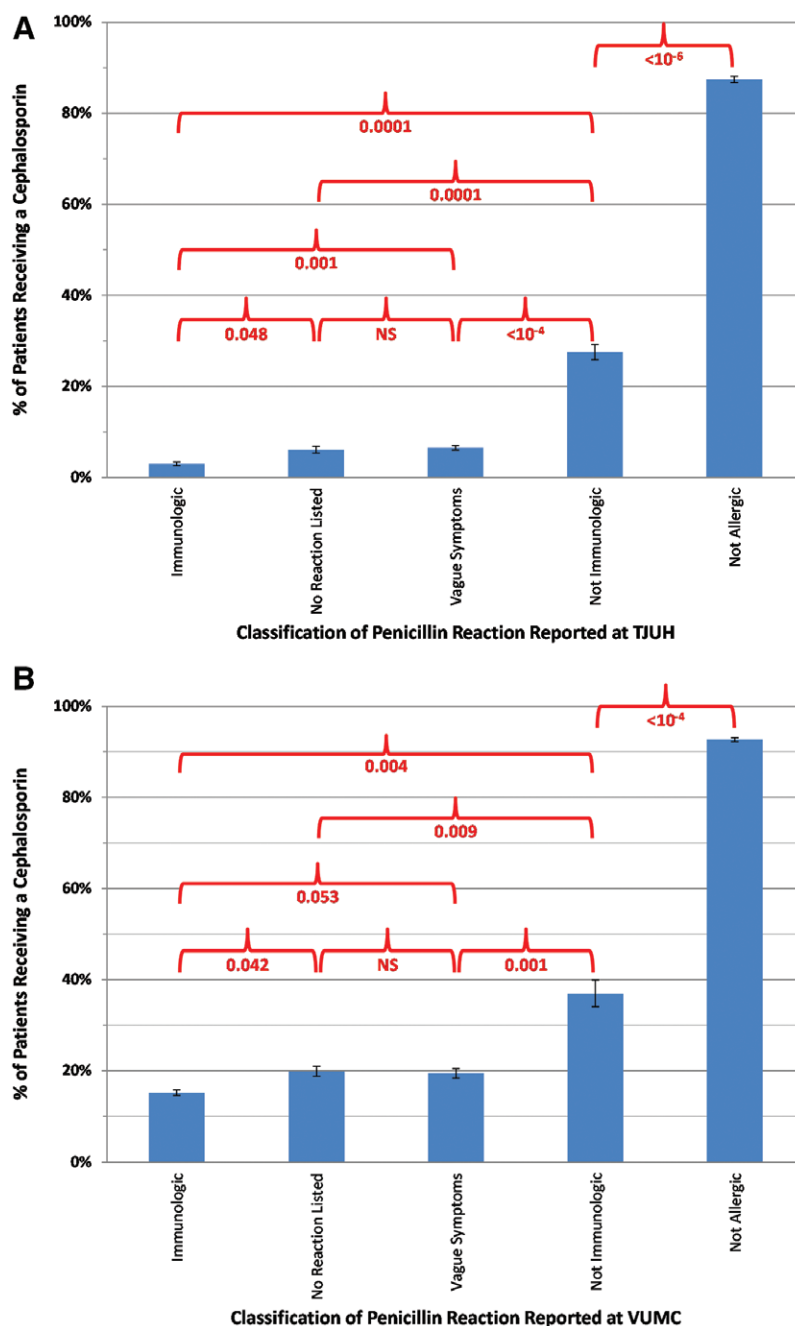 A
100%
<10⁻⁶
80%
0.0001
0.0001
60%
0.001
40%
0.048 NS <10⁻⁴
20%
0%
% of Patients Receiving a Cephalosporin
Immunologic
No Reaction Listed
Vague Symptoms
Not Immunologic
Not Allergic
Classification of Penicillin Reaction Reported at TJUH
B
100%
<10⁻⁴
0.004
80%
0.009
60%
0.053
0.042 NS 0.001
40%
20%
0%
% of Patients Receiving a Cephalosporin
Immunologic
No Reaction Listed
Vague Symptoms
Not Immunologic
Not Allergic
Classification of Penicillin Reaction Reported at VUMC